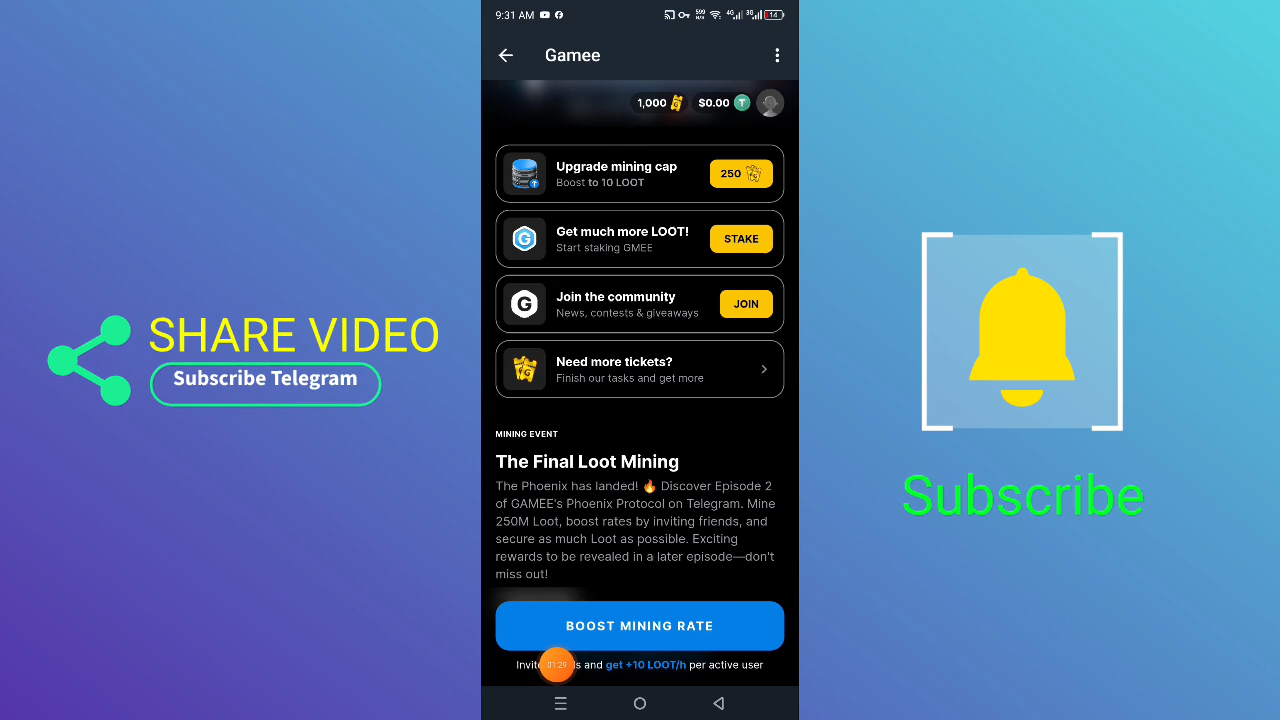 9:31 AM
599
4G
3G
14
Gamee
1,000
$0.00
Upgrade mining cap
Boost to 10 LOOT
250
Get much more LOOT!
Start staking GMEE
STAKE
Join the community
News, contests & giveaways
JOIN
Need more tickets?
Finish our tasks and get more
MINING EVENT
The Final Loot Mining
The Phoenix has landed! 🔥 Discover Episode 2
of GAMEE's Phoenix Protocol on Telegram. Mine
250M Loot, boost rates by inviting friends, and
secure as much Loot as possible. Exciting
rewards to be revealed in a later episode—don't
miss out!
BOOST MINING RATE
and get +10 LOOT/h per active user
01:29
SHARE VIDEO
Subscribe Telegram
Subscribe